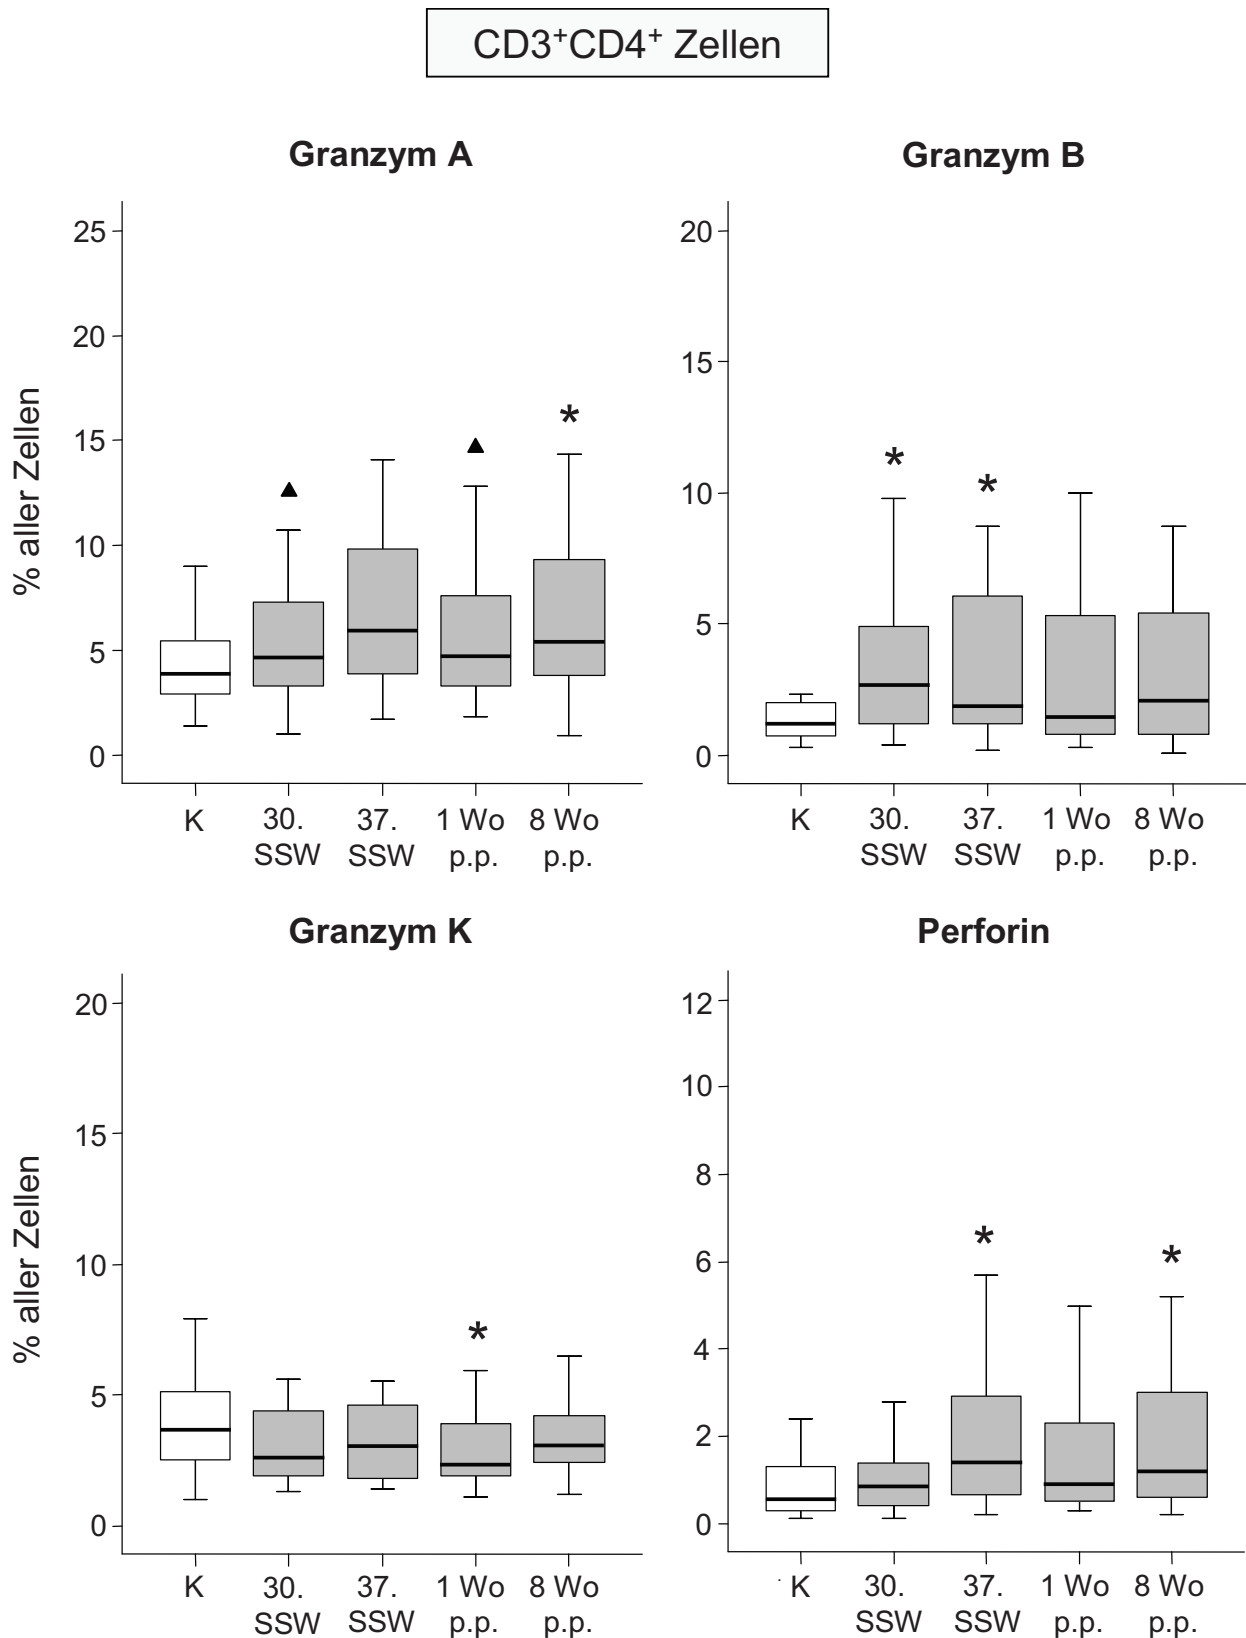 CD3⁺CD4⁺ Zellen
Granzym A
% aller Zellen
25
20
15
10
5
0
▲
▲
*
K
30. SSW
37. SSW
1 Wo p.p.
8 Wo p.p.
Granzym B
20
15
10
5
0
*
*
K
30. SSW
37. SSW
1 Wo p.p.
8 Wo p.p.
Granzym K
% aller Zellen
20
15
10
5
0
*
K
30. SSW
37. SSW
1 Wo p.p.
8 Wo p.p.
Perforin
12
10
8
6
4
2
0
*
*
K
30. SSW
37. SSW
1 Wo p.p.
8 Wo p.p.